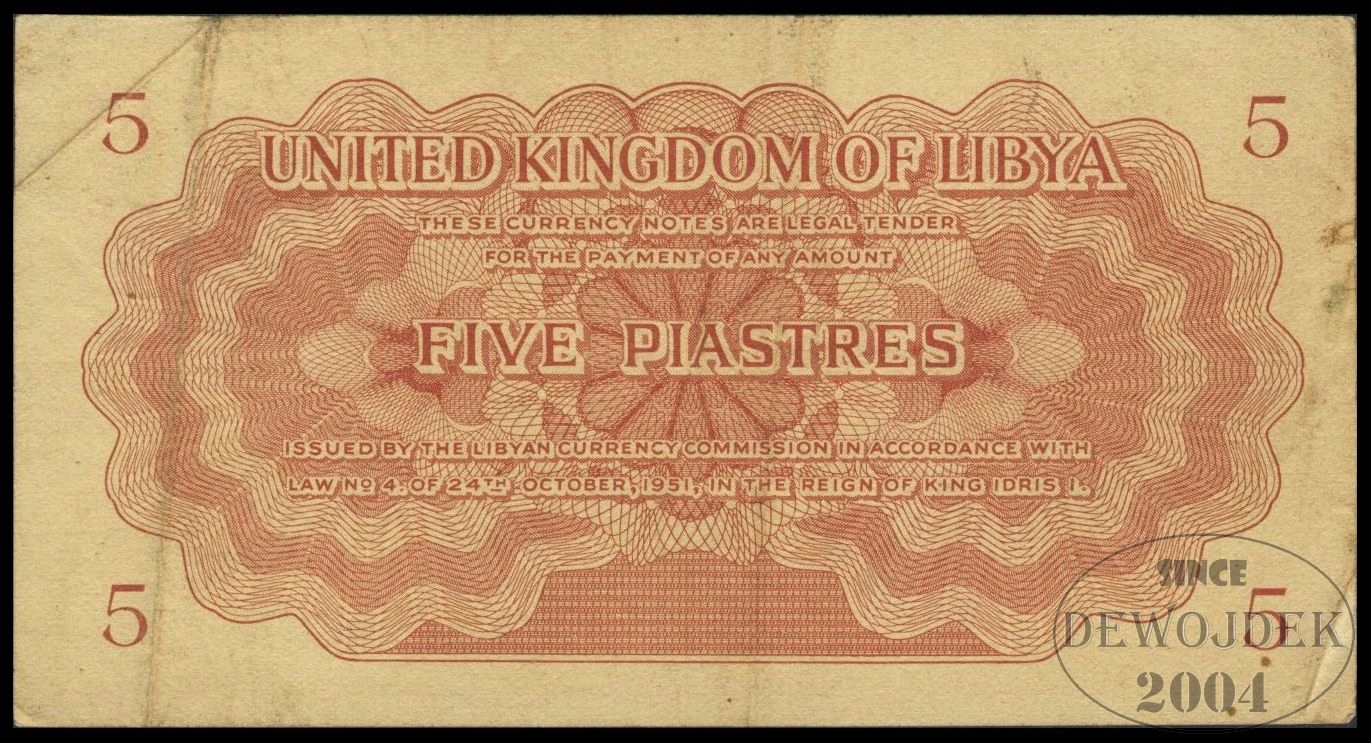 5 5
UNITED KINGDOM OF LIBYA
THESE CURRENCY NOTES ARE LEGAL TENDER
FOR THE PAYMENT OF ANY AMOUNT
FIVE PIASTRES
ISSUED BY THE LIBYAN CURRENCY COMMISSION IN ACCORDANCE WITH
LAW Nº 4. OF 24TH OCTOBER, 1951, IN THE REIGN OF KING IDRIS I.
5 5
SINCE
DEWOJDEK
2004